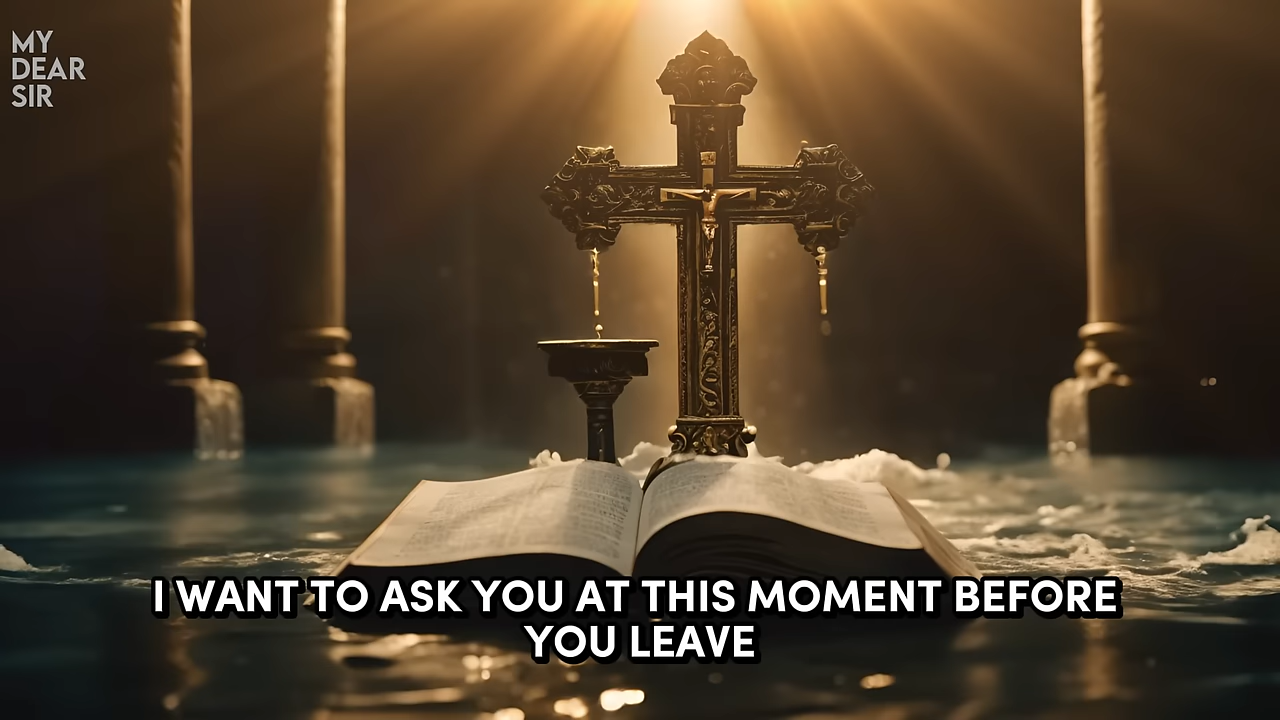 MY
DEAR
SIR
I WANT TO ASK YOU AT THIS MOMENT BEFORE
YOU LEAVE